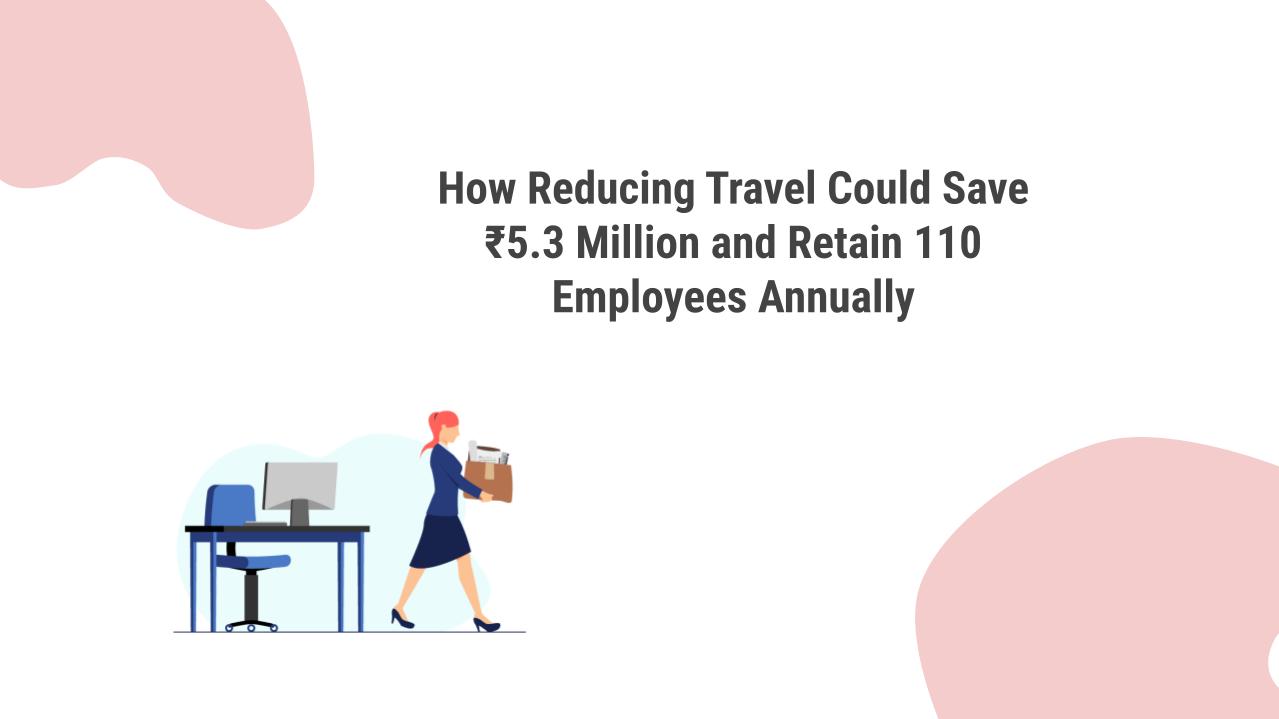 How Reducing Travel Could Save
₹5.3 Million and Retain 110
Employees Annually